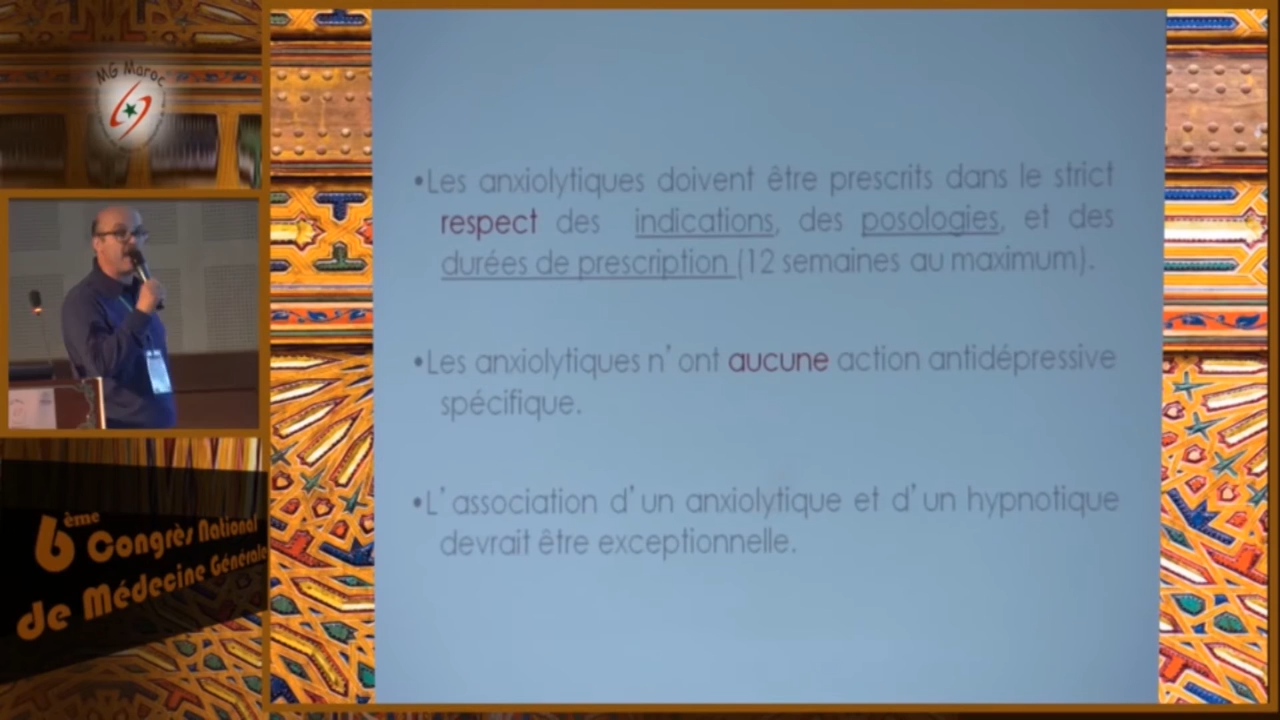 MG Maroc
•Les anxiolytiques doivent être prescrits dans le strict
respect des indications, des posologies, et des
durées de prescription (12 semaines au maximum).
•Les anxiolytiques n'ont aucune action antidépressive
spécifique.
•L'association d'un anxiolytique et d'un hypnotique
devrait être exceptionnelle.
6ème Congrès National
de Médecine Générale